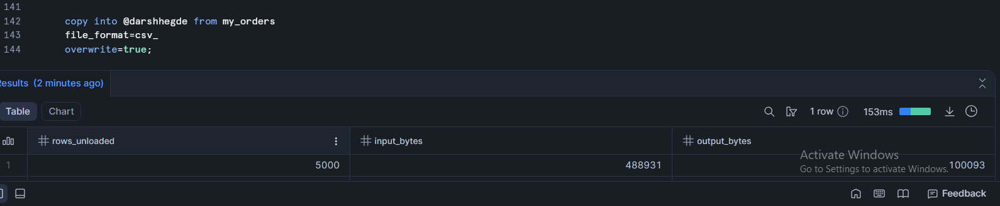 141
142 copy into @darshhegde from my_orders
143 file_format=csv_
144 overwrite=true;
Results (2 minutes ago)
Table Chart 1 row 153ms
rows_unloaded input_bytes output_bytes
Activate Windows
1 5000 488931 100093
Go to Settings to activate Windows.
Feedback